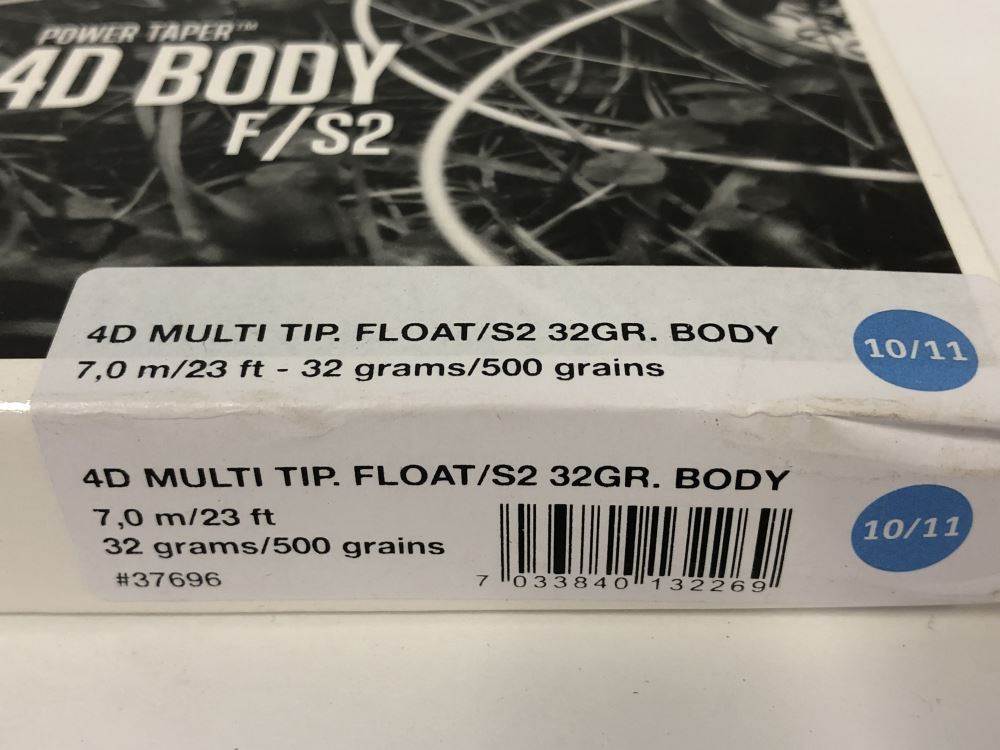 POWER TAPER™
4D BODY
F/S2
4D MULTI TIP. FLOAT/S2 32GR. BODY
7,0 m/23 ft - 32 grams/500 grains
10/11
4D MULTI TIP. FLOAT/S2 32GR. BODY
7,0 m/23 ft
32 grams/500 grains
#37696
7 033840 132269
10/11